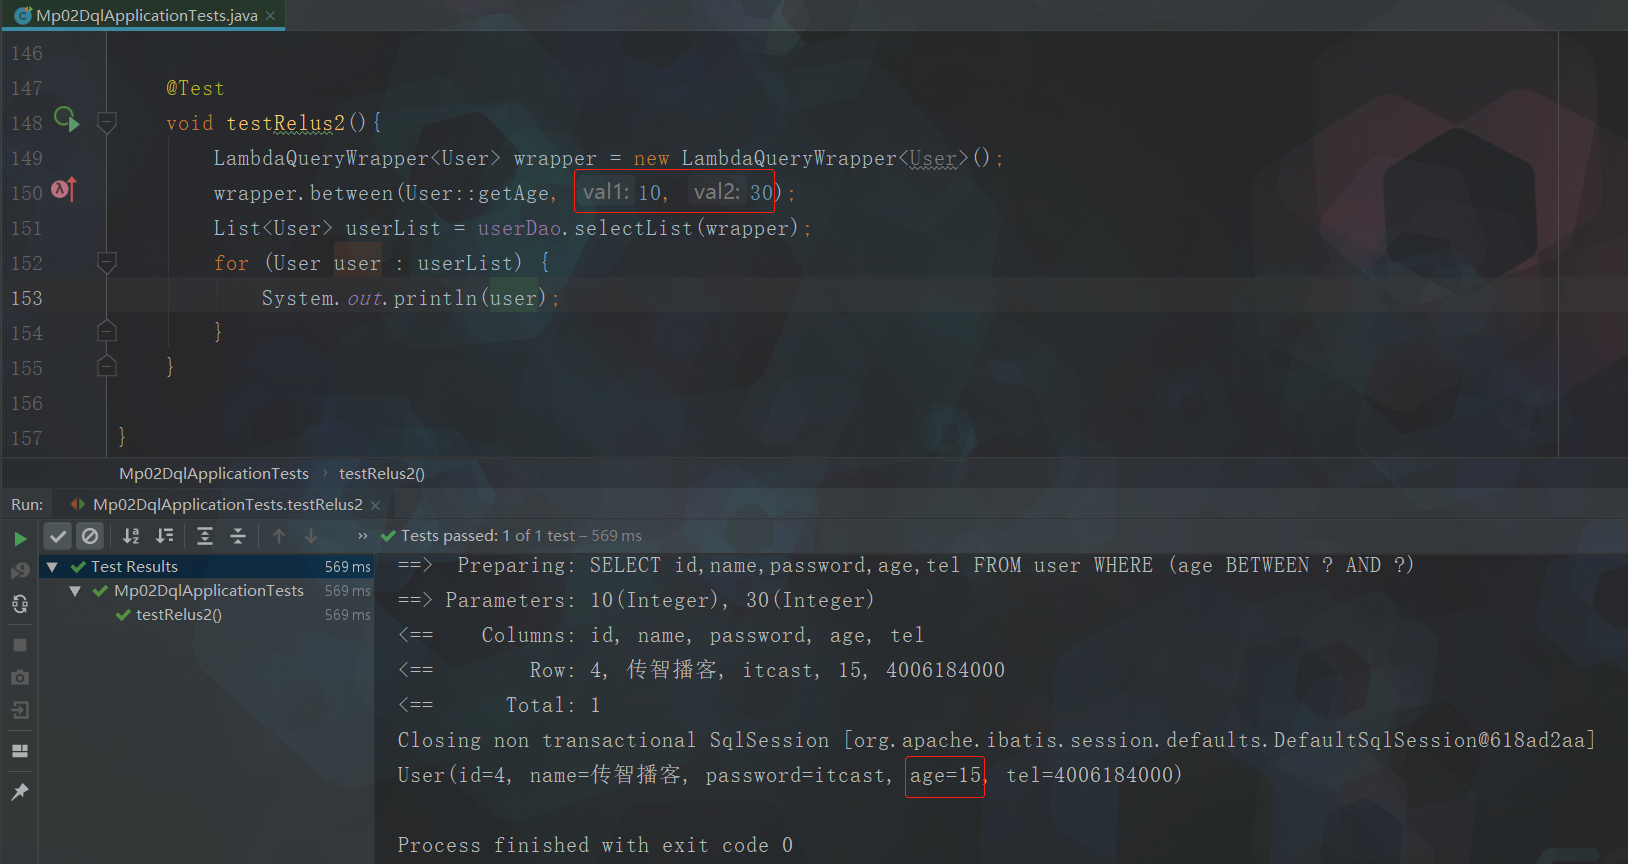 Mp02DqlApplicationTests.java
146
147 @Test
148 void testRelus2(){
149 LambdaQueryWrapper<User> wrapper = new LambdaQueryWrapper<User>();
150 wrapper.between(User::getAge, val1: 10, val2: 30);
151 List<User> userList = userDao.selectList(wrapper);
152 for (User user : userList) {
153 System.out.println(user);
154 }
155 }
156
157 }
Mp02DqlApplicationTests › testRelus2()
Run: Mp02DqlApplicationTests.testRelus2
» Tests passed: 1 of 1 test – 569 ms
Test Results 569 ms
Mp02DqlApplicationTests 569 ms
testRelus2() 569 ms
==>  Preparing: SELECT id,name,password,age,tel FROM user WHERE (age BETWEEN ? AND ?)
==> Parameters: 10(Integer), 30(Integer)
<==    Columns: id, name, password, age, tel
<==        Row: 4, 传智播客, itcast, 15, 4006184000
<==      Total: 1
Closing non transactional SqlSession [org.apache.ibatis.session.defaults.DefaultSqlSession@618ad2aa]
User(id=4, name=传智播客, password=itcast, age=15, tel=4006184000)
Process finished with exit code 0